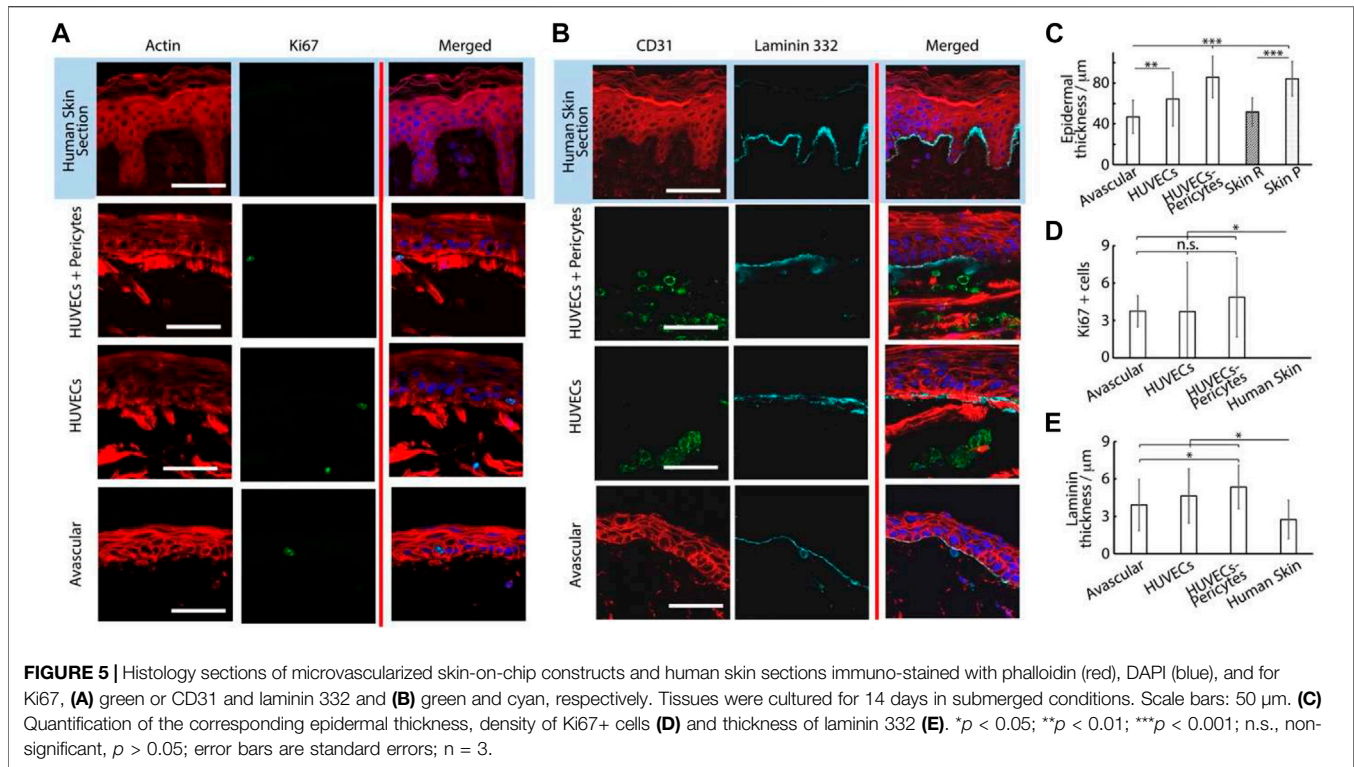 A
Actin Ki67 Merged
Human Skin
Section
HUVECs + Pericytes
HUVECs
Avascular
B
CD31 Laminin 332 Merged
Human Skin
Section
HUVECs + Pericytes
HUVECs
Avascular
C
Epidermal
thickness / µm
80
40
0
**
***
***
Avascular
HUVECs
HUVECs-
Pericytes
Skin R
Skin P
D
Ki67 + cells
9
6
3
0
*
n.s.
Avascular
HUVECs
HUVECs-
Pericytes
Human Skin
E
Laminin
thickness / µm
9
6
3
0
*
*
Avascular
HUVECs
HUVECs-
Pericytes
Human Skin
FIGURE 5 | Histology sections of microvascularized skin-on-chip constructs and human skin sections immuno-stained with phalloidin (red), DAPI (blue), and for
Ki67, (A) green or CD31 and laminin 332 and (B) green and cyan, respectively. Tissues were cultured for 14 days in submerged conditions. Scale bars: 50 µm. (C)
Quantification of the corresponding epidermal thickness, density of Ki67+ cells (D) and thickness of laminin 332 (E). *p < 0.05; **p < 0.01; ***p < 0.001; n.s., non-
significant, p > 0.05; error bars are standard errors; n = 3.